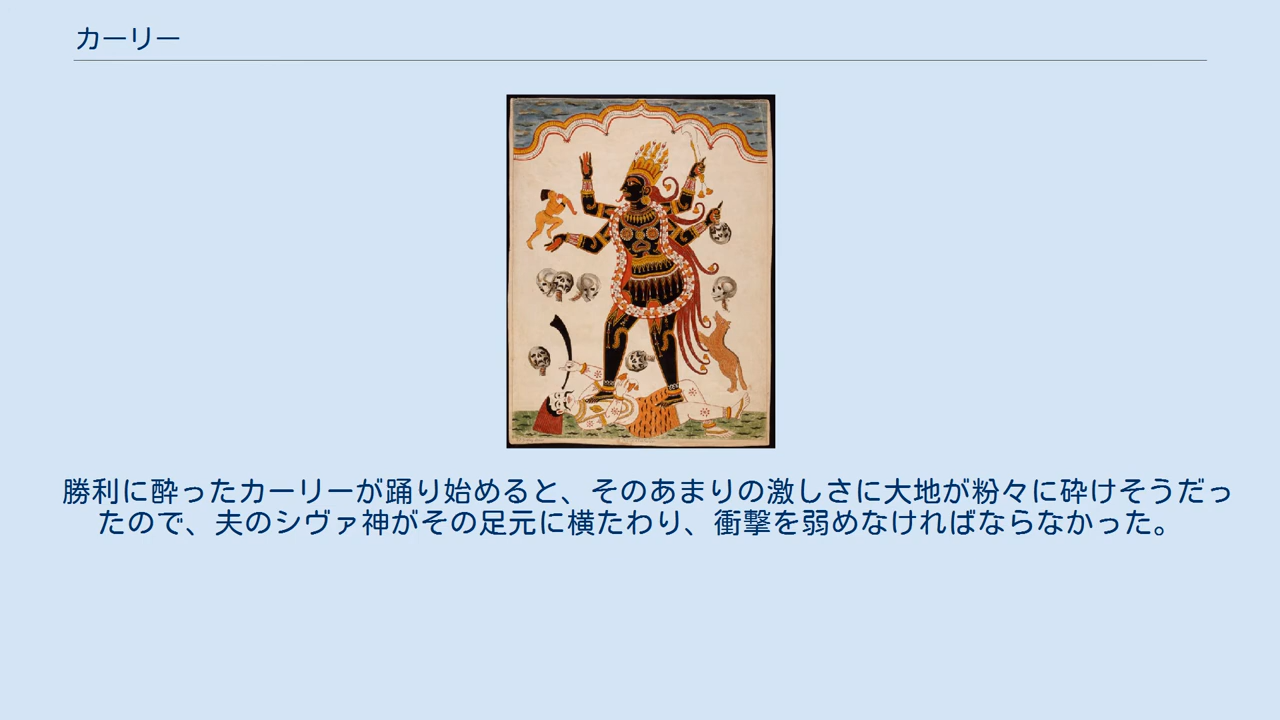 カーリー
勝利に酔ったカーリーが踊り始めると、そのあまりの激しさに大地が粉々に砕けそうだっ
たので、夫のシヴァ神がその足元に横たわり、衝撃を弱めなければならなかった。